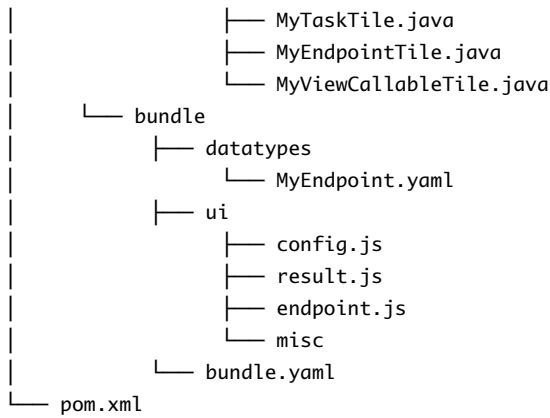 │                           ├── MyTaskTile.java
│                           ├── MyEndpointTile.java
│                           └── MyViewCallableTile.java
│         └── bundle
│                  ├── datatypes
│                           └── MyEndpoint.yaml
│                  ├── ui
│                           ├── config.js
│                           ├── result.js
│                           ├── endpoint.js
│                           └── misc
│                  └── bundle.yaml
└── pom.xml